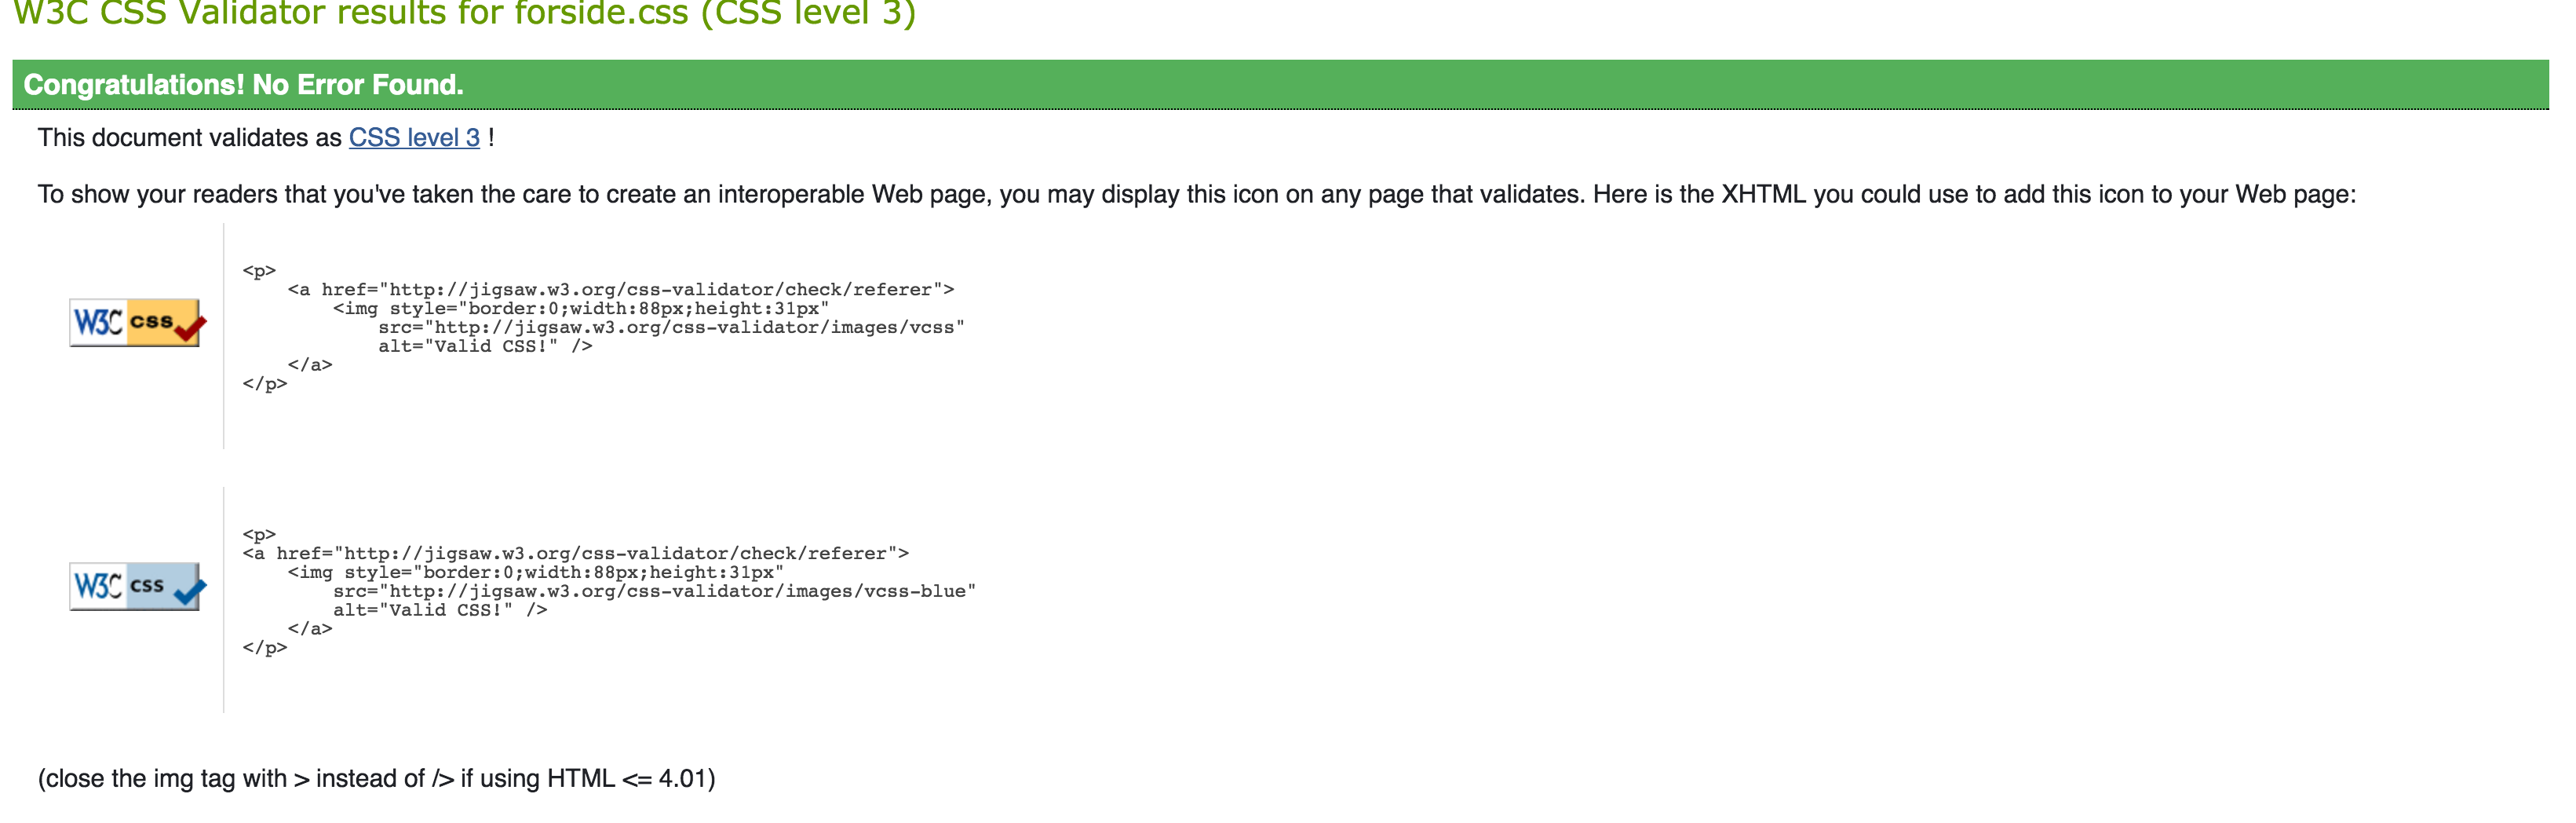 W3C CSS Validator results for forside.css (CSS level 3)
Congratulations! No Error Found.
This document validates as CSS level 3 !
To show your readers that you've taken the care to create an interoperable Web page, you may display this icon on any page that validates. Here is the XHTML you could use to add this icon to your Web page:
W3C css
<p>
    <a href="http://jigsaw.w3.org/css-validator/check/referer">
        <img style="border:0;width:88px;height:31px"
            src="http://jigsaw.w3.org/css-validator/images/vcss"
            alt="Valid CSS!" />
    </a>
</p>
W3C css
<p>
<a href="http://jigsaw.w3.org/css-validator/check/referer">
    <img style="border:0;width:88px;height:31px"
        src="http://jigsaw.w3.org/css-validator/images/vcss-blue"
        alt="Valid CSS!" />
    </a>
</p>
(close the img tag with > instead of /> if using HTML <= 4.01)